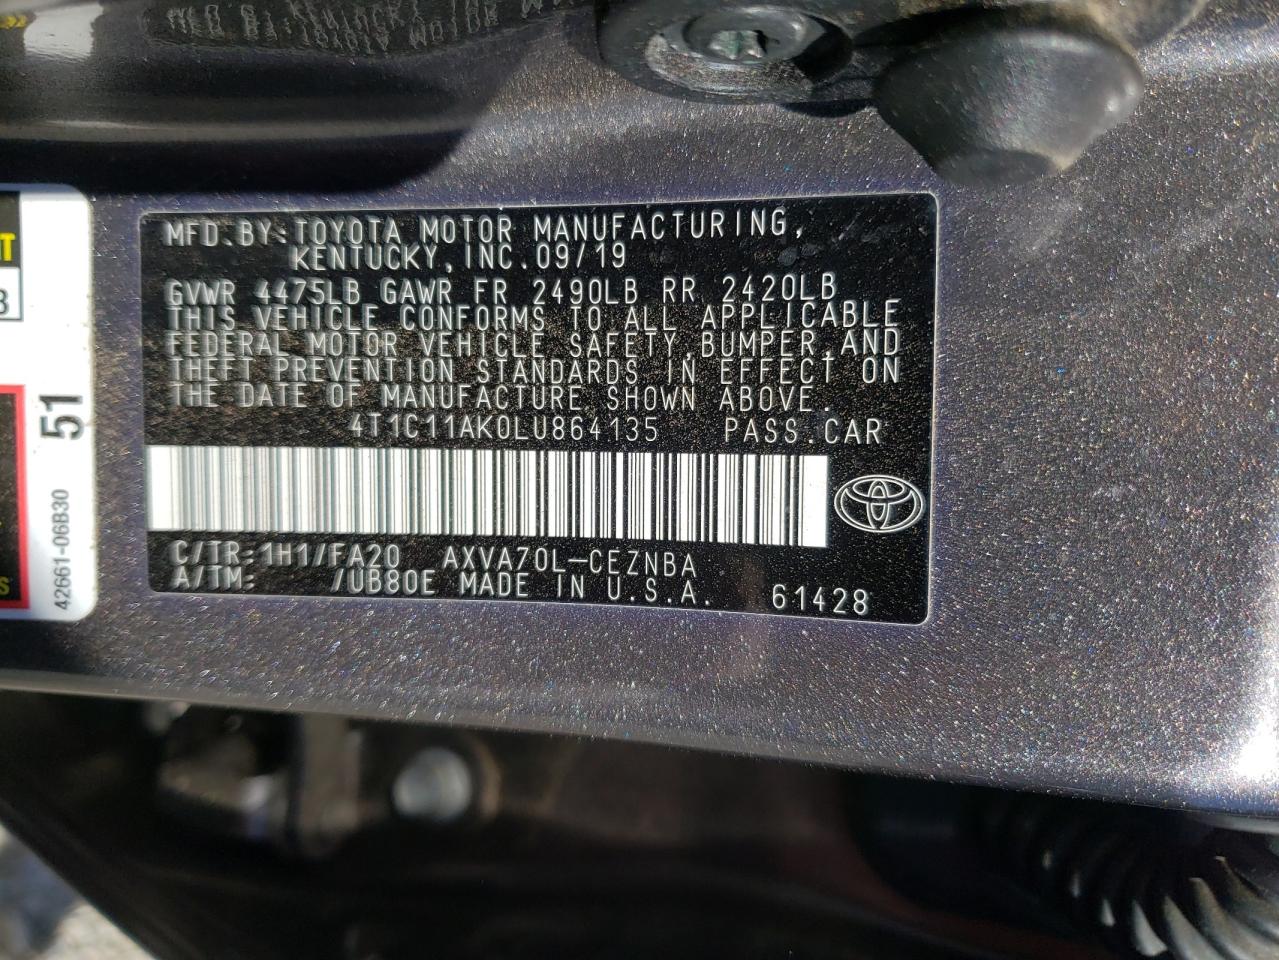 MFD.BY:TOYOTA MOTOR MANUFACTURING,
KENTUCKY,INC.09/19
GVWR 4475LB GAWR FR 2490LB RR 2420LB
THIS VEHICLE CONFORMS TO ALL APPLICABLE
FEDERAL MOTOR VEHICLE SAFETY,BUMPER,AND
THEFT PREVENTION STANDARDS IN EFFECT ON
THE DATE OF MANUFACTURE SHOWN ABOVE.
4T1C11AK0LU864135 PASS.CAR
C/TR:1H1/FA20 AXVA70L-CEZNBA
A/TM: /UB80E MADE IN U.S.A. 61428
51
42661-06B30